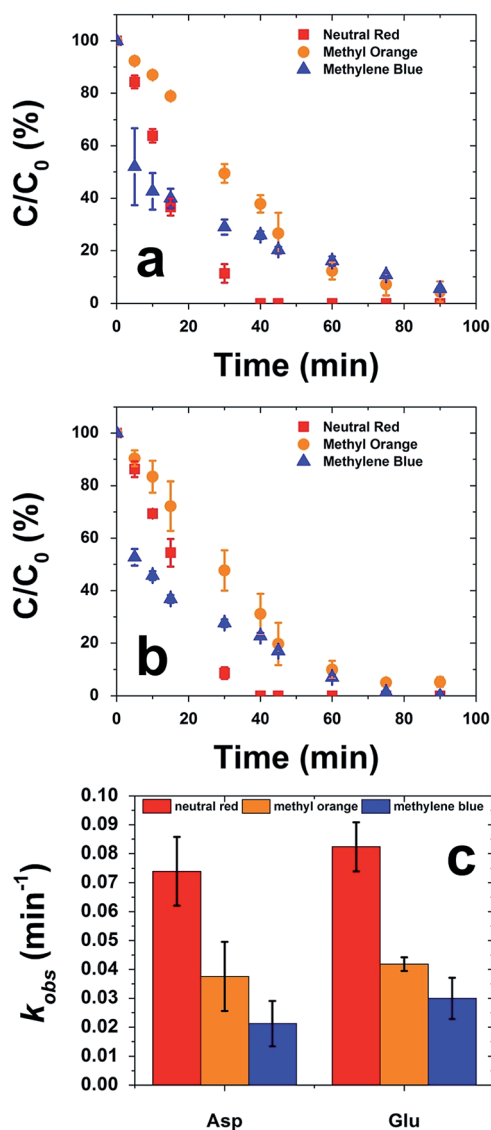 Neutral Red
Methyl Orange
Methylene Blue
100
80
60
40
20
0
C/C0 (%)
a
0 20 40 60 80 100
Time (min)
Neutral Red
Methyl Orange
Methylene Blue
100
80
60
40
20
0
C/C0 (%)
b
0 20 40 60 80 100
Time (min)
neutral red methyl orange methylene blue
0.10
0.09
0.08
0.07
0.06
0.05
0.04
0.03
0.02
0.01
0.00
kobs (min-1)
c
Asp Glu